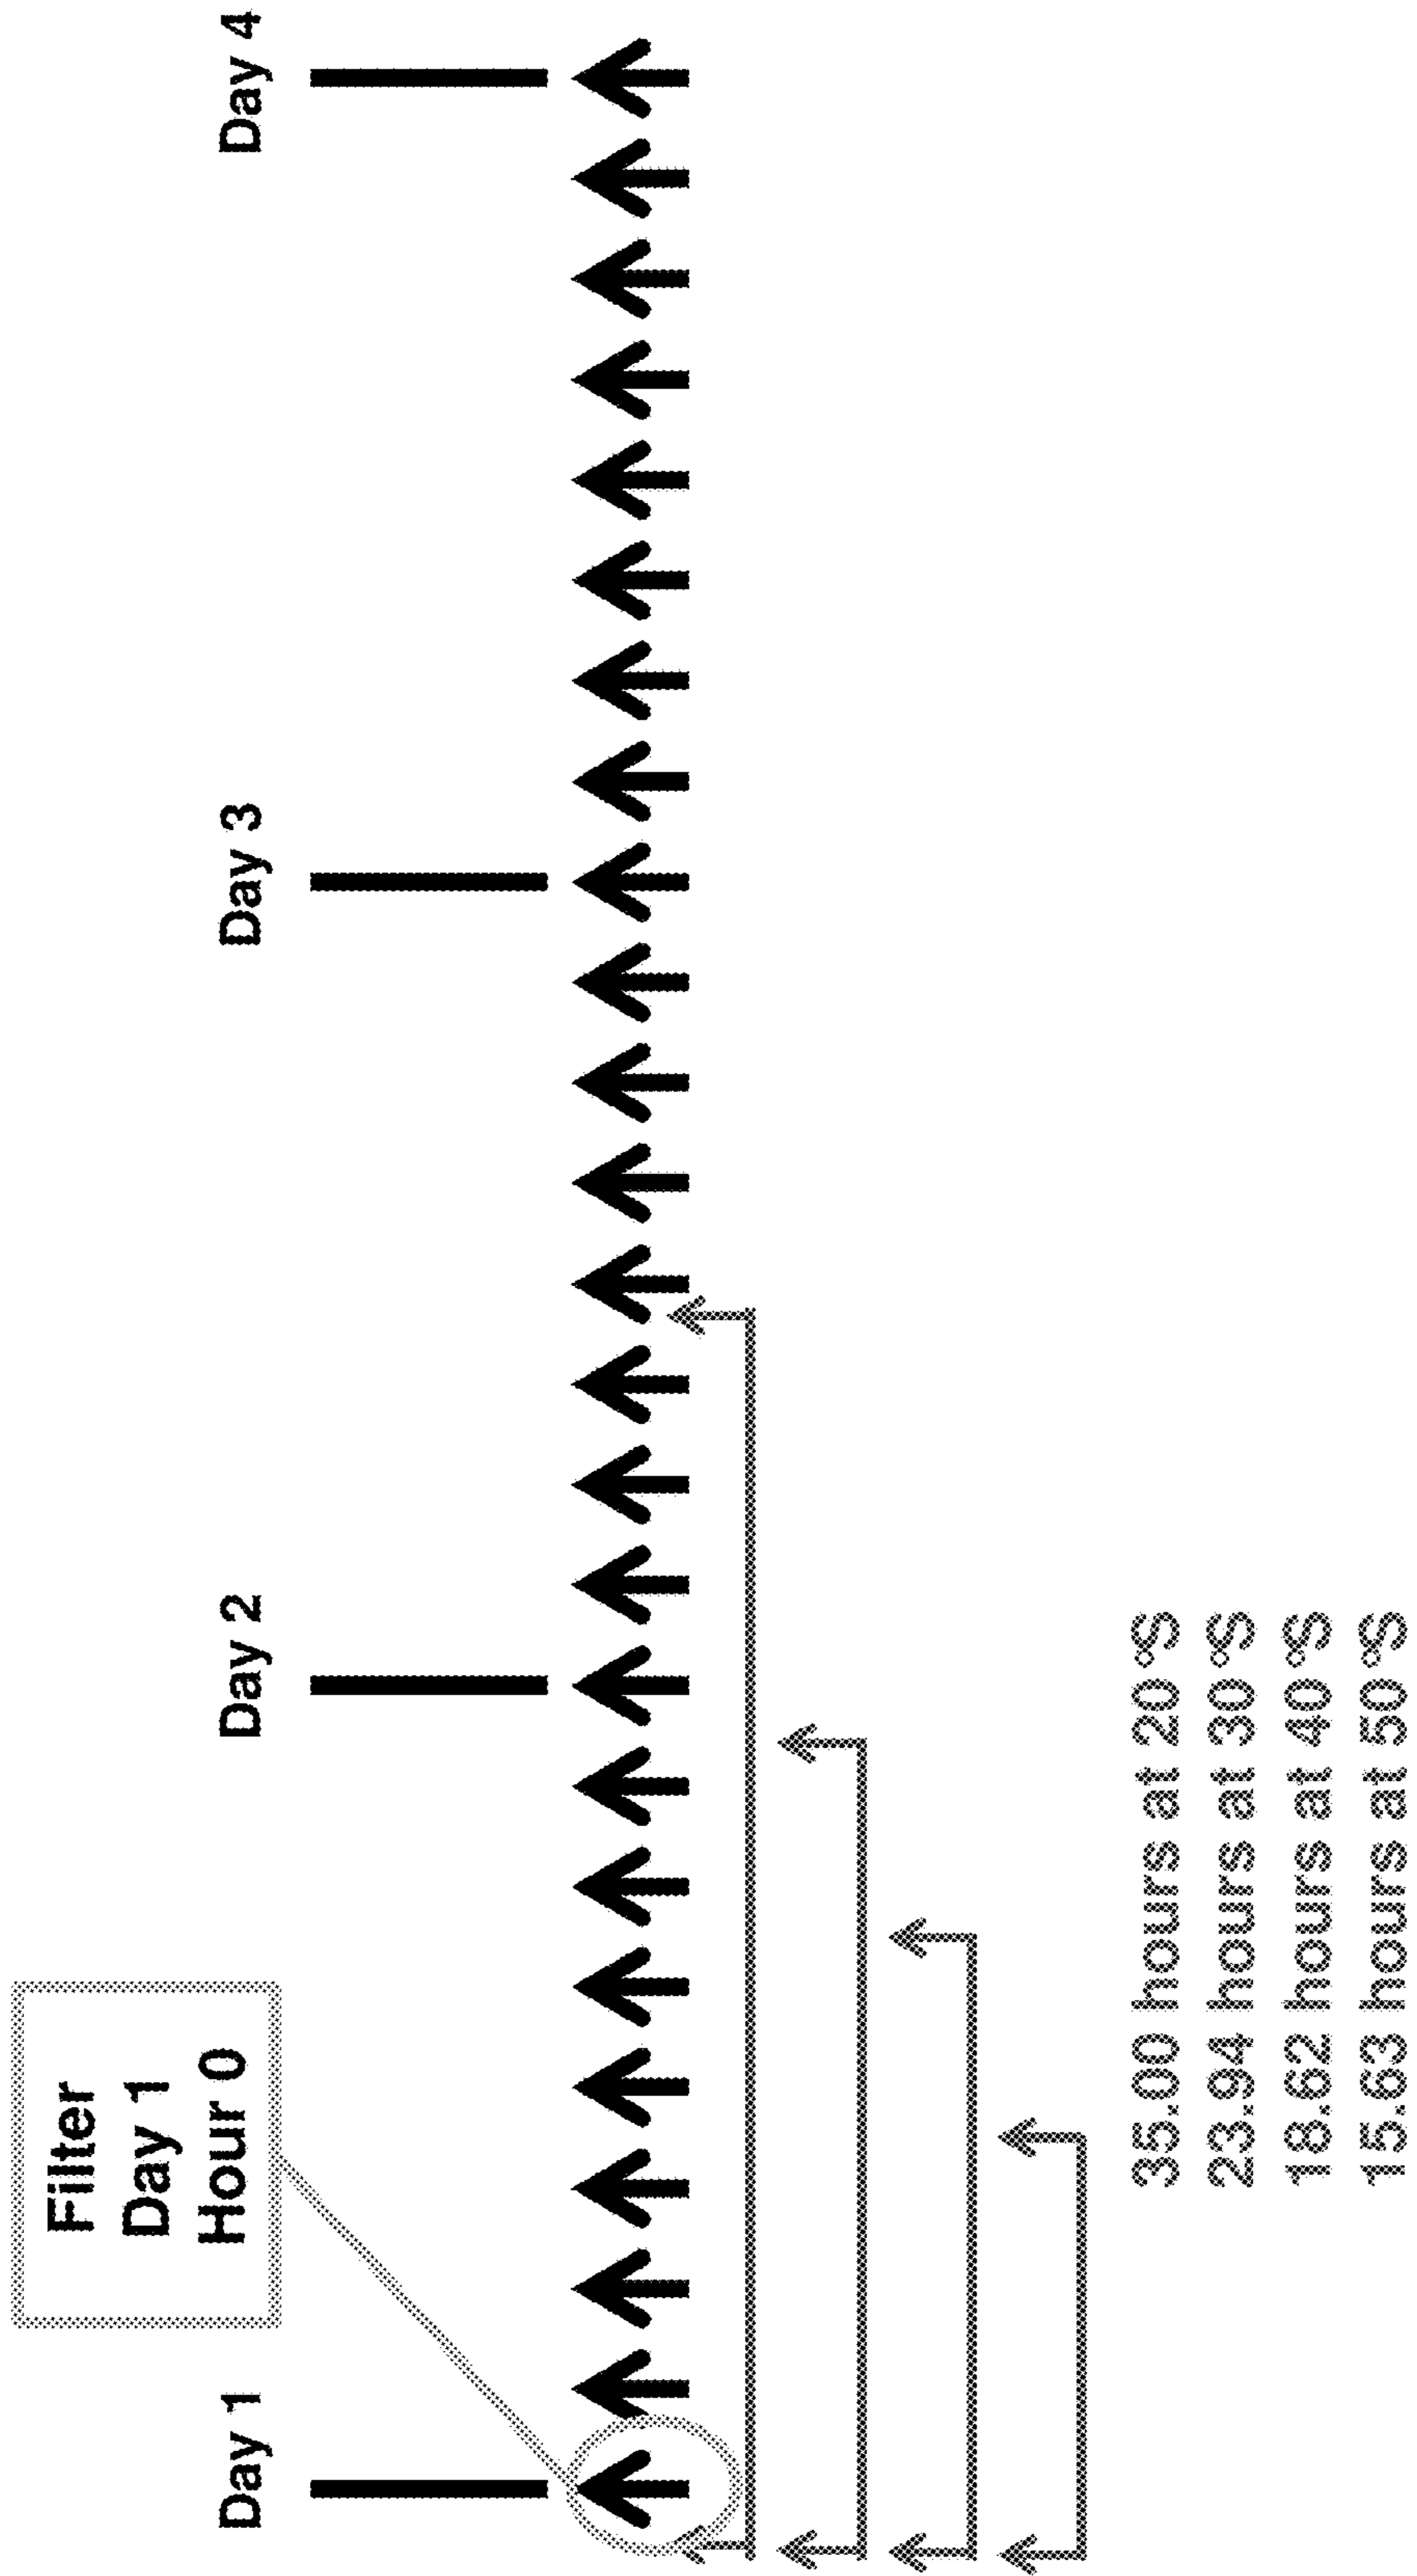 Filter
Day 1
Hour 0
Day 1
Day 2
Day 3
Day 4
35.00 hours at 20°S
23.94 hours at 30°S
18.62 hours at 40°S
15.63 hours at 50°S